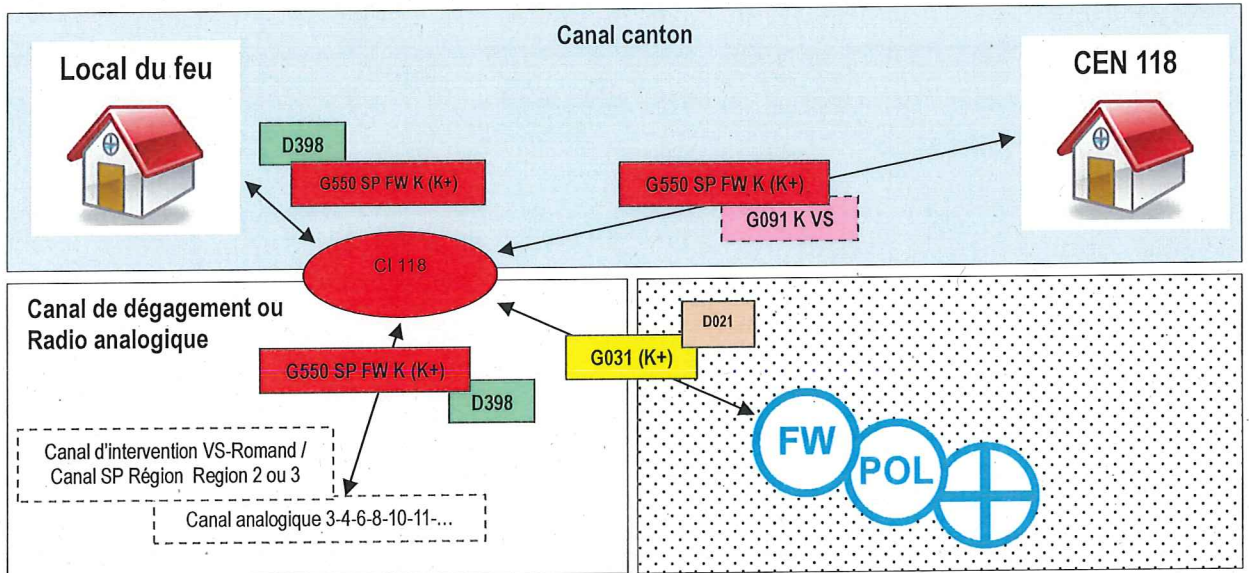 Canal canton
Local du feu
CEN 118
D398
G550 SP FW K (K+)
G550 SP FW K (K+)
G091 K VS
CI 118
Canal de dégagement ou
Radio analogique
D021
G031 (K+)
G550 SP FW K (K+)
D398
Canal d'intervention VS-Romand /
Canal SP Région Region 2 ou 3
Canal analogique 3-4-6-8-10-11-...
FW
POL